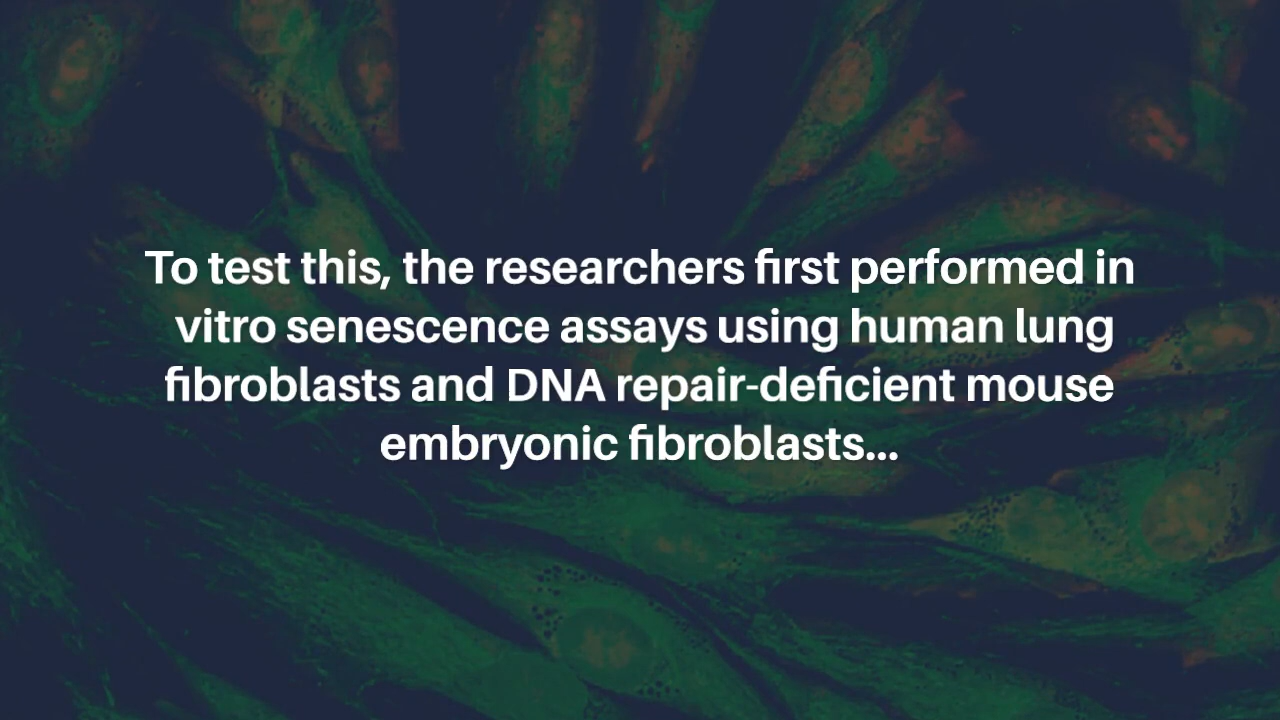 To test this, the researchers first performed in
vitro senescence assays using human lung
fibroblasts and DNA repair-deficient mouse
embryonic fibroblasts...